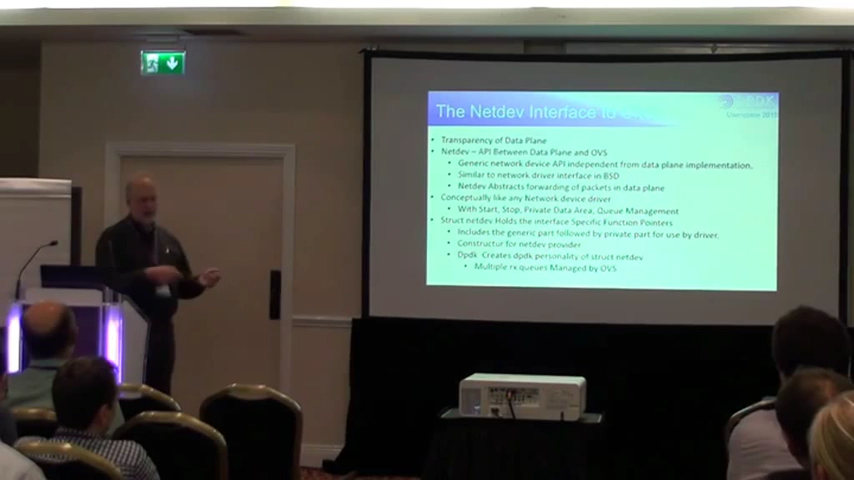 The Netdev Interface to
DPDK
Userspace 2015
• Transparency of Data Plane
• Netdev – API Between Data Plane and OVS
• Generic network device API independent from data plane implementation.
• Similar to network driver interface in BSD
• Netdev Abstracts forwarding of packets in data plane
• Conceptually like any Network device driver
• With Start, Stop, Private Data Area, Queue Management
• Struct netdev Holds the interface Specific Function Pointers
• Includes the generic part followed by private part for use by driver.
• Constructur for netdev provider
• Dpdk Creates dpdk personality of struct netdev
• Multiple rx queues Managed by OVS